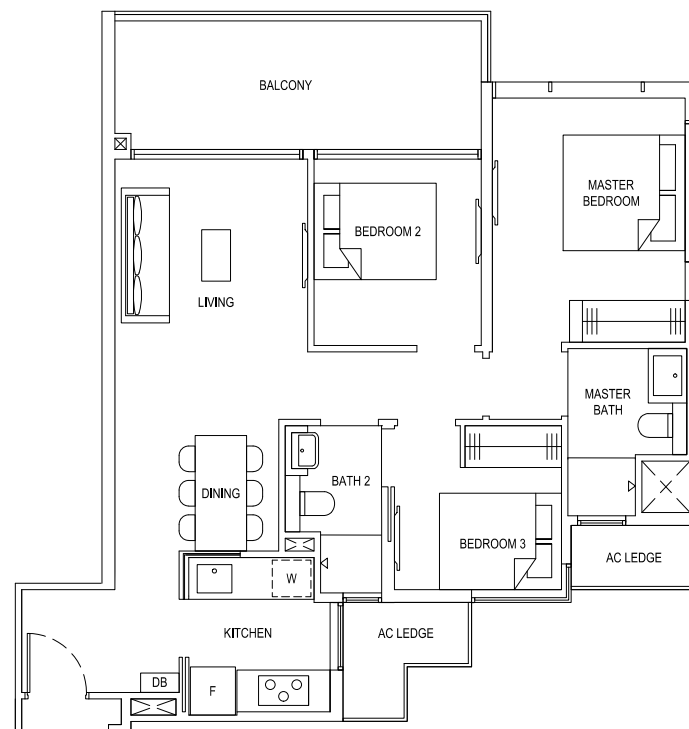 BALCONY
MASTER
BEDROOM
BEDROOM 2
LIVING
MASTER
BATH
BATH 2
DINING
BEDROOM 3
AC LEDGE
W
KITCHEN
AC LEDGE
DB
F